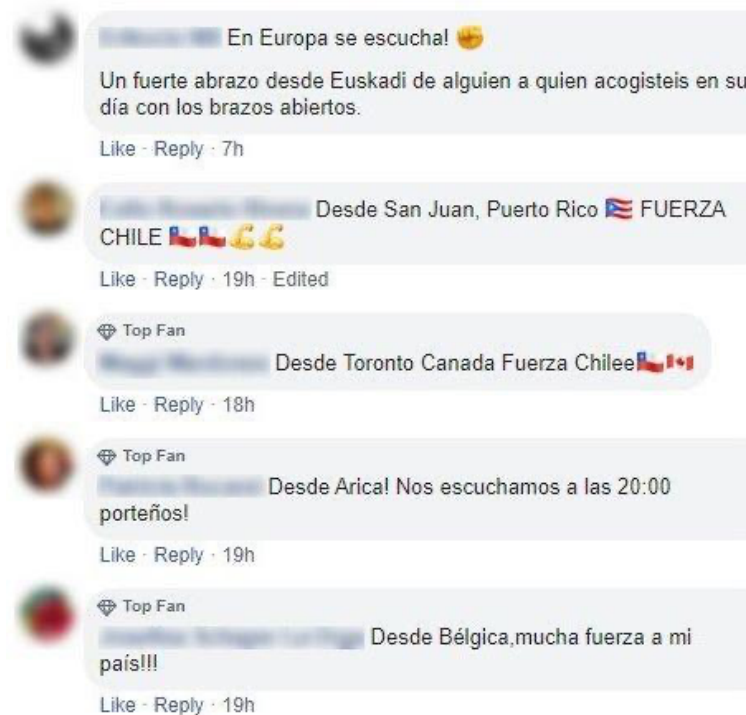 En Europa se escucha! ✊
Un fuerte abrazo desde Euskadi de alguien a quien acogisteis en su
día con los brazos abiertos.
Like · Reply · 7h
Desde San Juan, Puerto Rico 🇵🇷 FUERZA
CHILE 🇨🇱🇨🇱💪💪
Like · Reply · 19h · Edited
Top Fan
Desde Toronto Canada Fuerza Chilee🇨🇱🇨🇦
Like · Reply · 18h
Top Fan
Desde Arica! Nos escuchamos a las 20:00
porteños!
Like · Reply · 19h
Top Fan
Desde Bélgica,mucha fuerza a mi
país!!!
Like · Reply · 19h